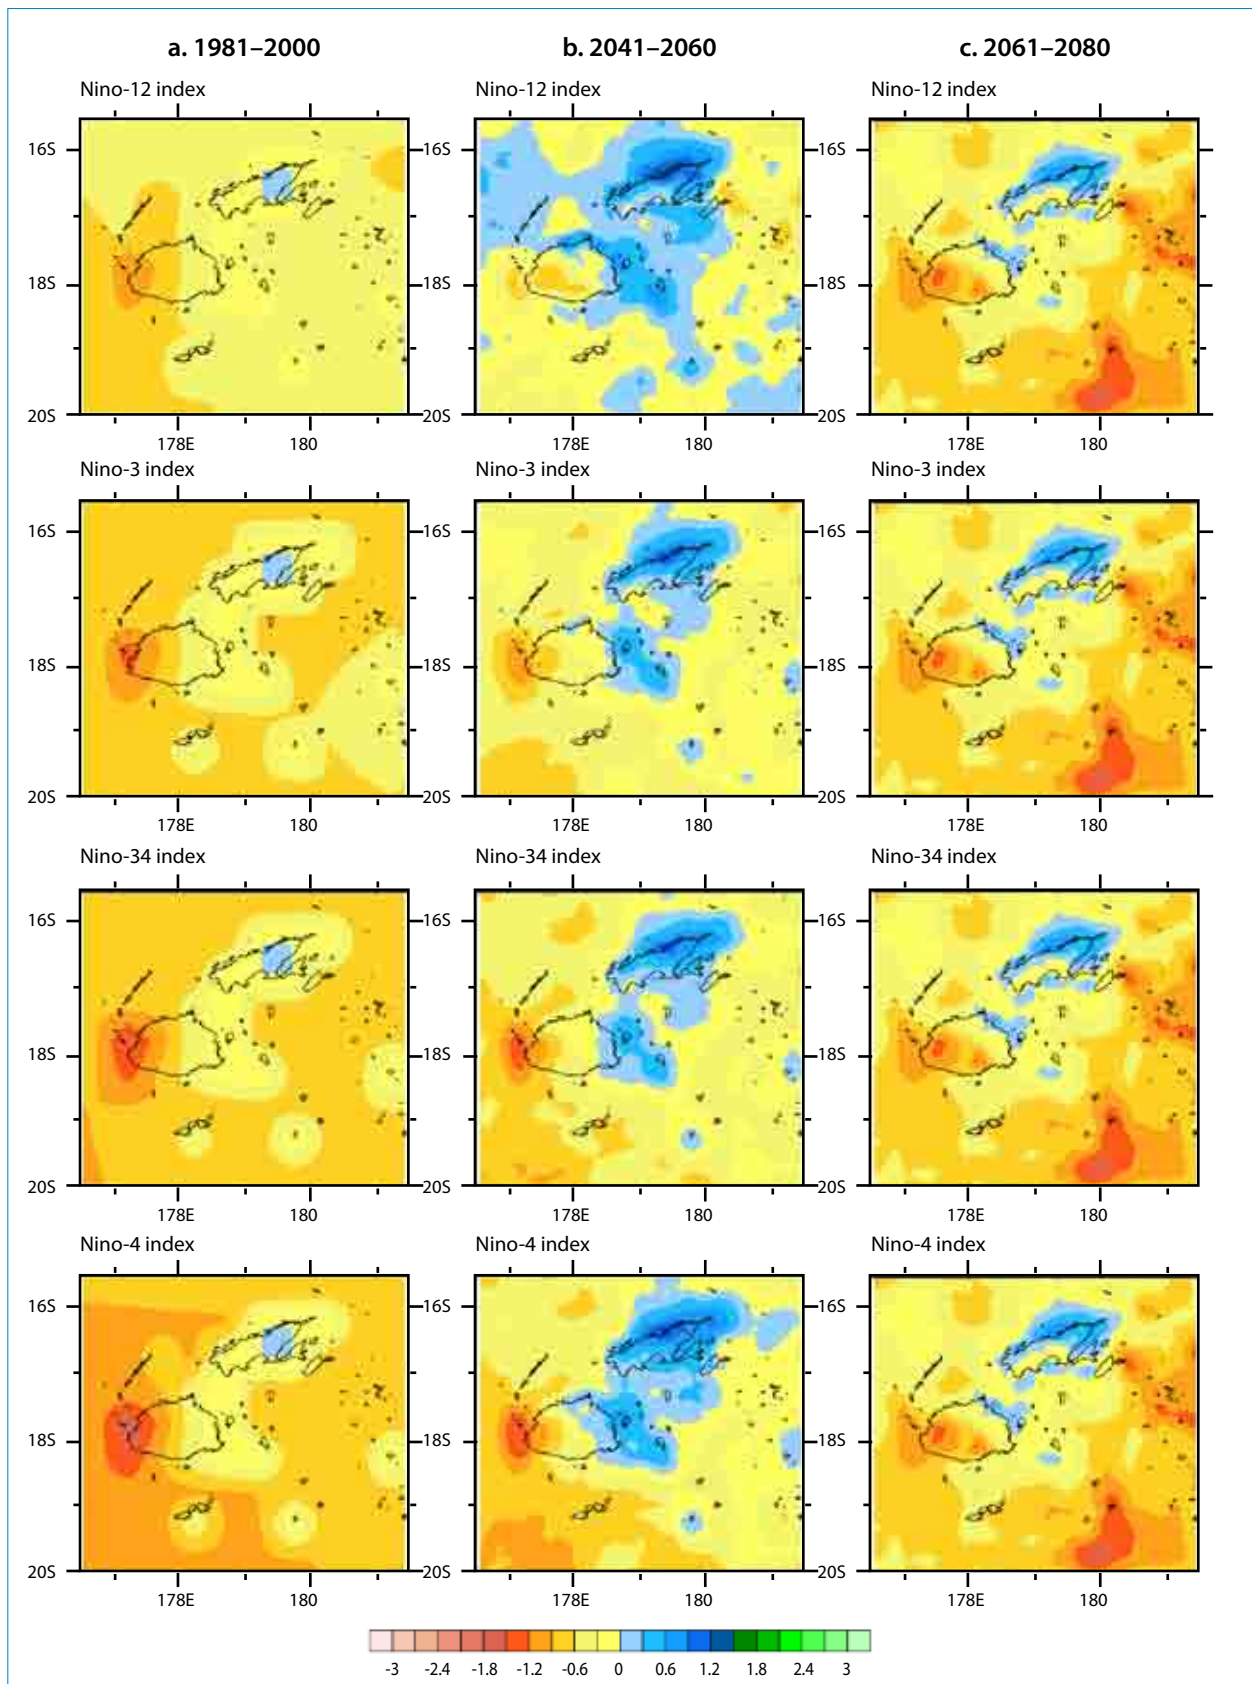 a. 1981–2000 b. 2041–2060 c. 2061–2080
Nino-12 index Nino-12 index Nino-12 index
16S 16S 16S
18S 18S 18S
20S 20S 20S
178E 180 178E 180 178E 180
Nino-3 index Nino-3 index Nino-3 index
16S 16S 16S
18S 18S 18S
20S 20S 20S
178E 180 178E 180 178E 180
Nino-34 index Nino-34 index Nino-34 index
16S 16S 16S
18S 18S 18S
20S 20S 20S
178E 180 178E 180 178E 180
Nino-4 index Nino-4 index Nino-4 index
16S 16S 16S
18S 18S 18S
20S 20S 20S
178E 180 178E 180 178E 180
-3 -2.4 -1.8 -1.2 -0.6 0 0.6 1.2 1.8 2.4 3